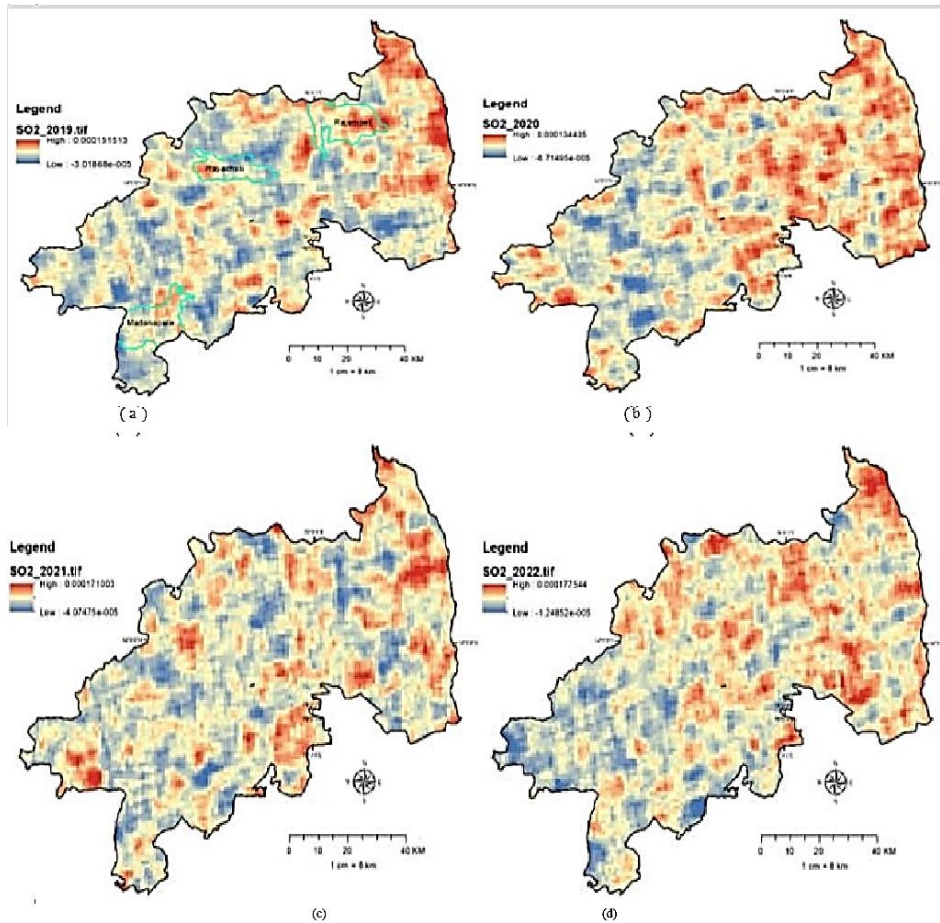 Legend
SO2_2019.tif
High : 0.000151513
Low : -3.01868e-005
Rajampet
Madanapalle
0 10 20 40 KM
1 cm = 8 km
(a)
Legend
SO2_2020
High : 0.000134435
Low : -6.71495e-005
0 10 20 40 KM
1 cm = 8 km
(b)
Legend
SO2_2021.tif
High : 0.000171003
Low : -4.07475e-005
0 10 20 40 KM
1 cm = 8 km
(c)
Legend
SO2_2022.tif
High : 0.000177544
Low : -1.24852e-005
0 10 20 40 KM
1 cm = 8 km
(d)